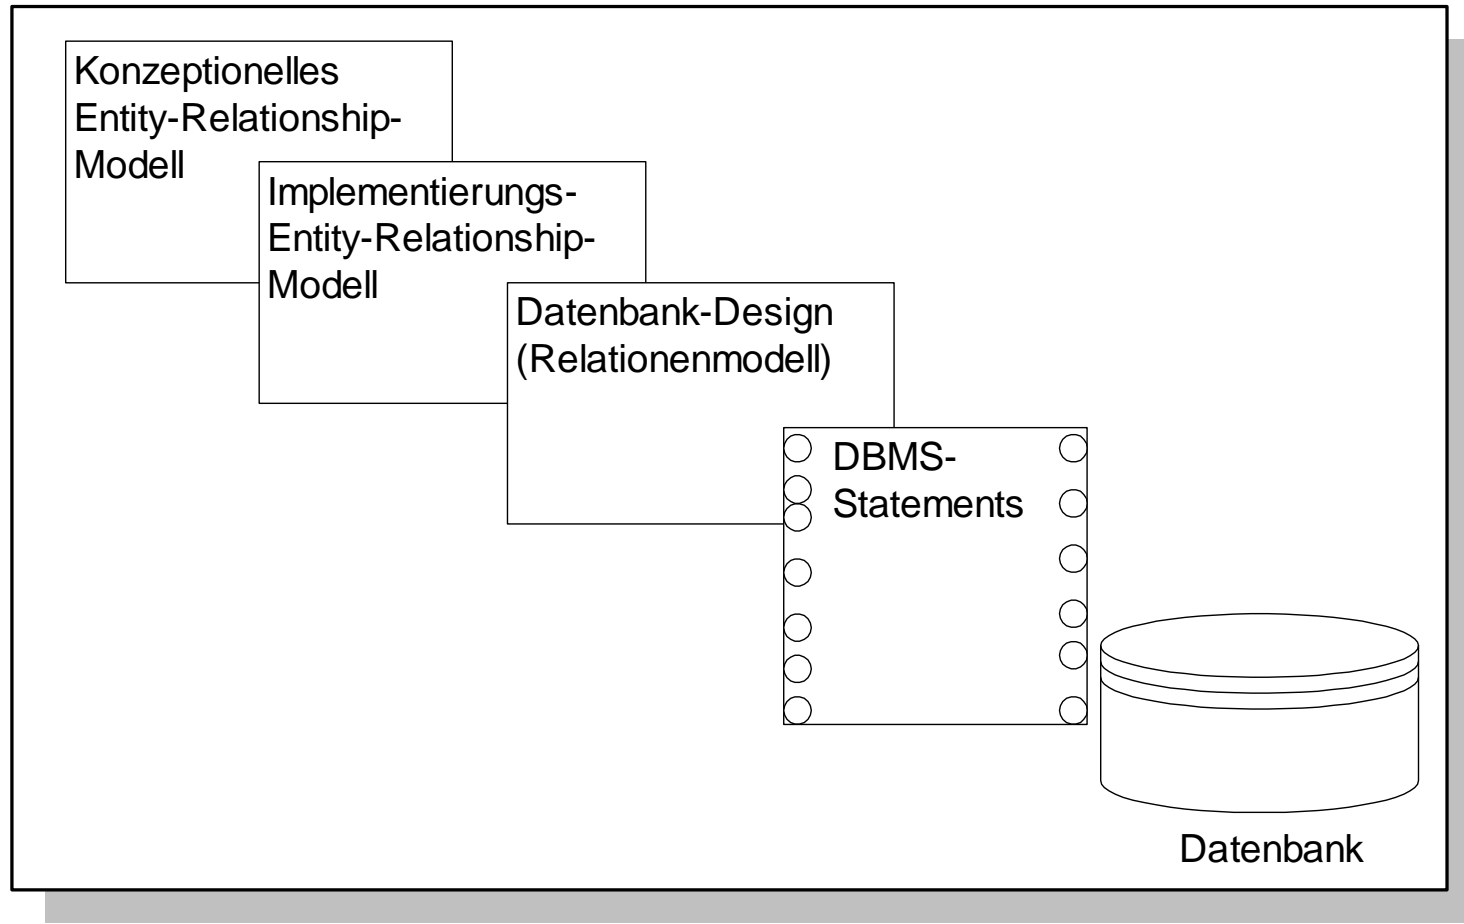 Konzeptionelles
Entity-Relationship-
Modell
Implementierungs-
Entity-Relationship-
Modell
Datenbank-Design
(Relationenmodell)
DBMS-
Statements
Datenbank